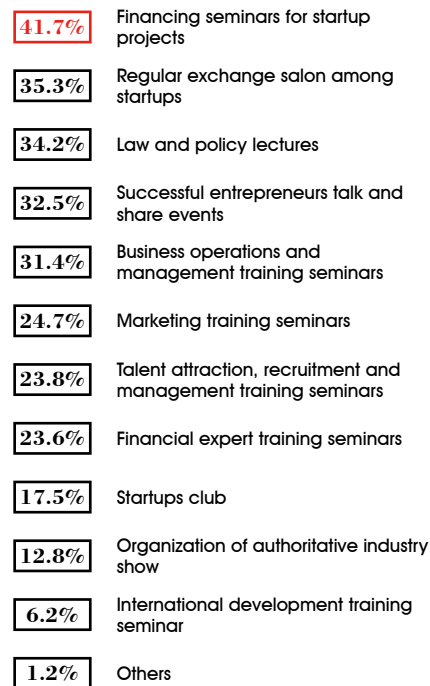 41.7% Financing seminars for startup
projects
35.3% Regular exchange salon among
startups
34.2% Law and policy lectures
32.5% Successful entrepreneurs talk and
share events
31.4% Business operations and
management training seminars
24.7% Marketing training seminars
23.8% Talent attraction, recruitment and
management training seminars
23.6% Financial expert training seminars
17.5% Startups club
12.8% Organization of authoritative industry
show
6.2% International development training
seminar
1.2% Others